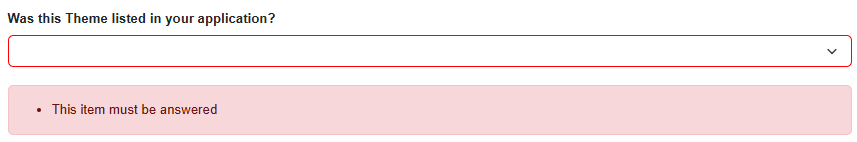 Was this Theme listed in your application?
This item must be answered